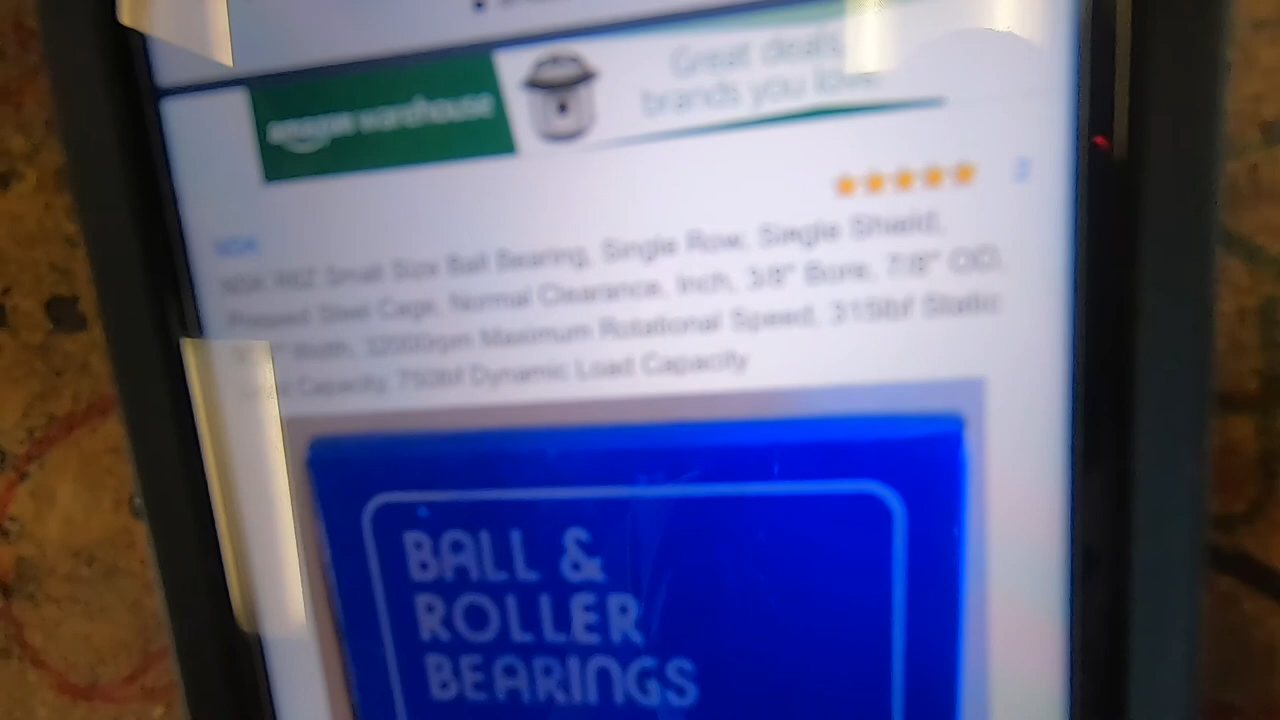 amazon warehouse
Great deals,
brands you love.
2
NSK
NSK Small Size Ball Bearing, Single Row, Single Shield,
Pressed Steel Cage, Normal Clearance, Inch, 3/8" Bore, 7/8" OD,
Width, 32000rpm Maximum Rotational Speed, 315lbf Static
Capacity, 750lbf Dynamic Load Capacity
BALL &
ROLLER
BEARINGS